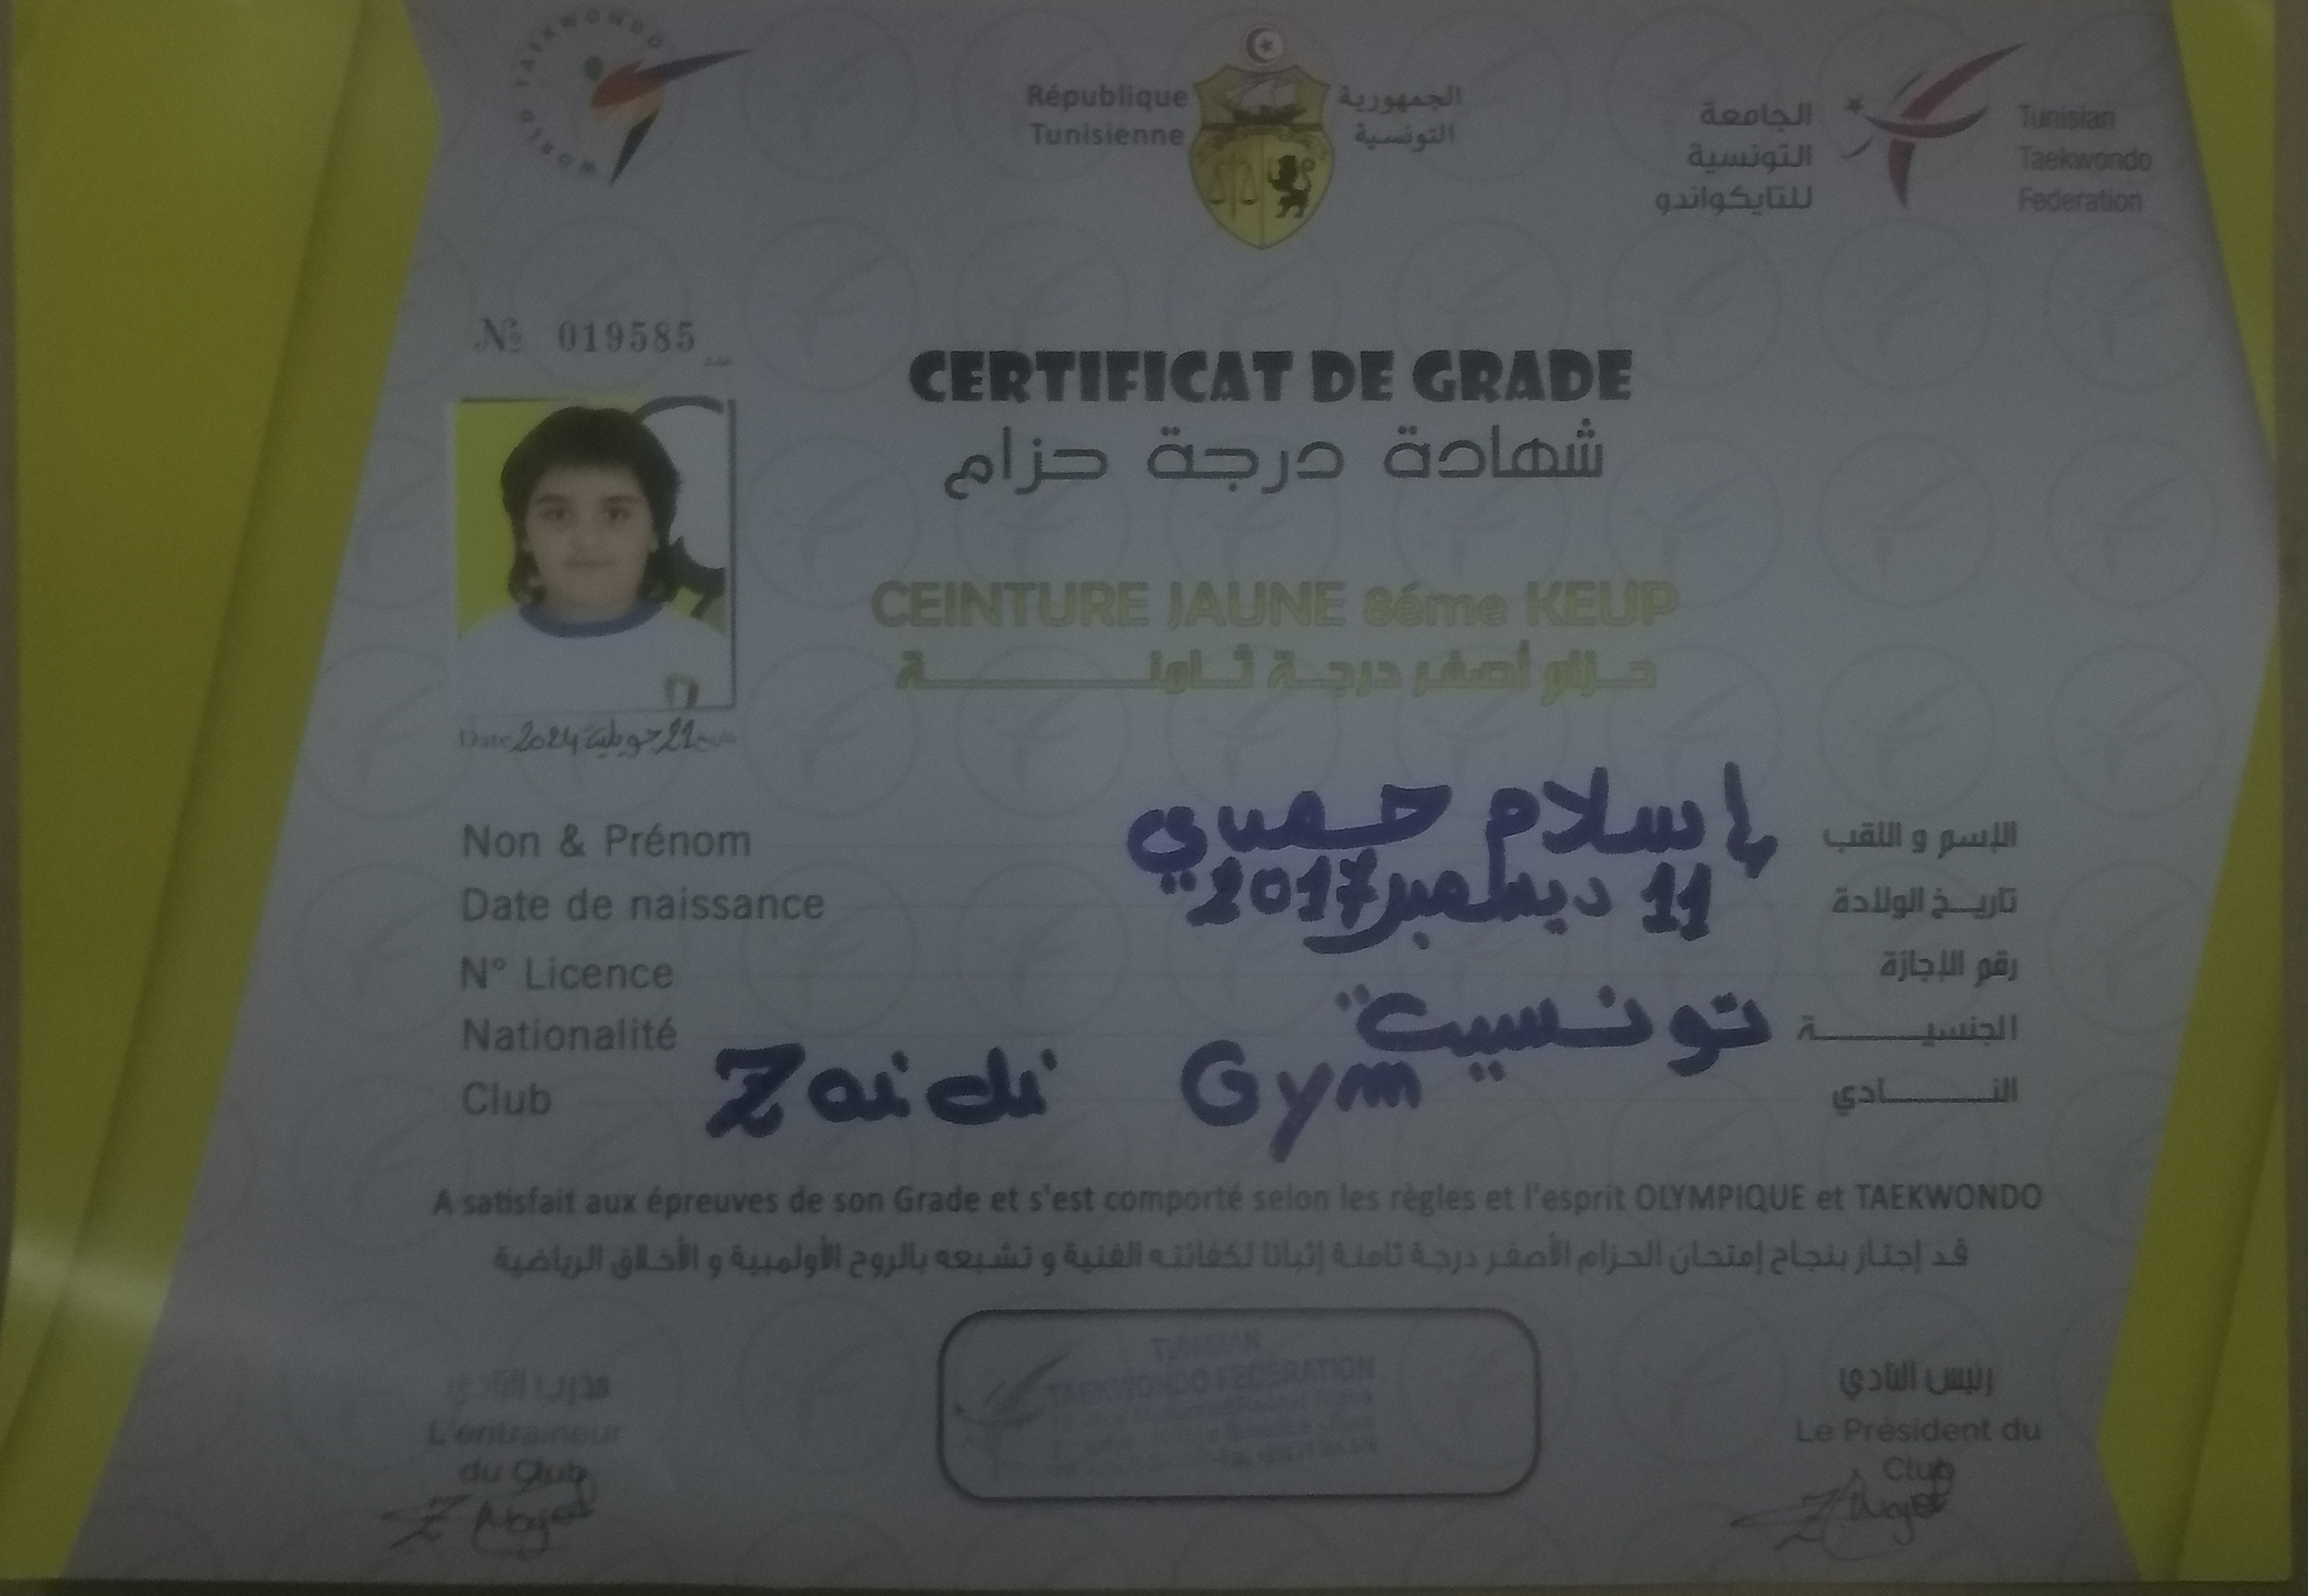 WORLD TAEKWONDO
République
Tunisienne
الجمهورية
التونسية
الجامعة
التونسية
للتايكواندو
Tunisian
Taekwondo
Federation
№ 019585
CERTIFICAT DE GRADE
شهادة درجة حزام
CEINTURE JAUNE 8éme KEUP
حزام أصفر درجة ثامنة
Date 21 جويلية 2024
Non & Prénom إسلام حمدي الإسم و اللقب
Date de naissance 11 ديسمبر 2017 تاريخ الولادة
N° Licence رقم الإجازة
Nationalité تونسية الجنسية
Club Zaidi Gym النادي
A satisfait aux épreuves de son Grade et s'est comporté selon les règles et l'esprit OLYMPIQUE et TAEKWONDO
قد إجتاز بنجاح إمتحان الحزام الأصفر درجة ثامنة إثباتا لكفائته الفنية و تشبعه بالروح الأولمبية و الأخلاق الرياضية
مدرب النادي
L'entraineur
du Club
TUNISIAN
TAEKWONDO FEDERATION
رئيس النادي
Le Président du
Club